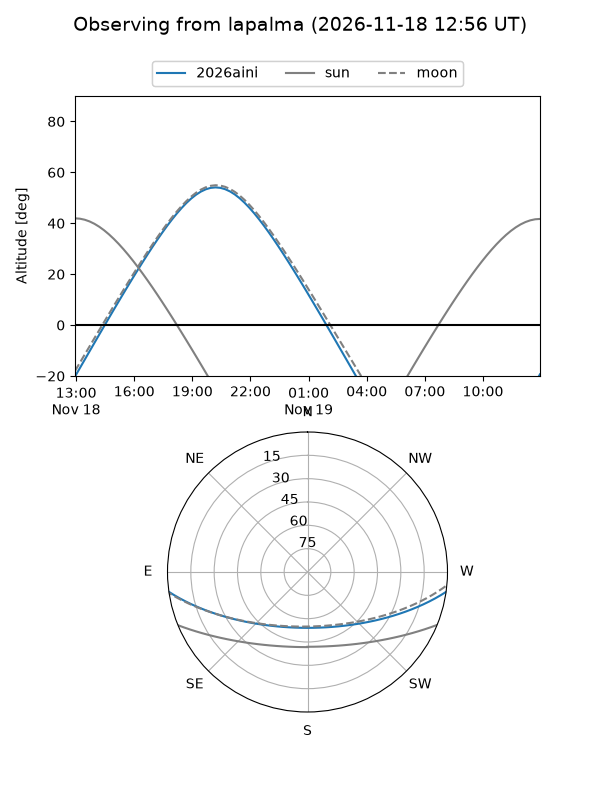 Observing from lapalma (2026-11-18 12:56 UT)
2026aini sun moon
Altitude [deg]
80
60
40
20
0
−20
13:00 16:00 19:00 22:00 01:00 04:00 07:00 10:00
Nov 18 Nov 19
N
NE NW
15
30
45
60
75
E W
SE SW
S